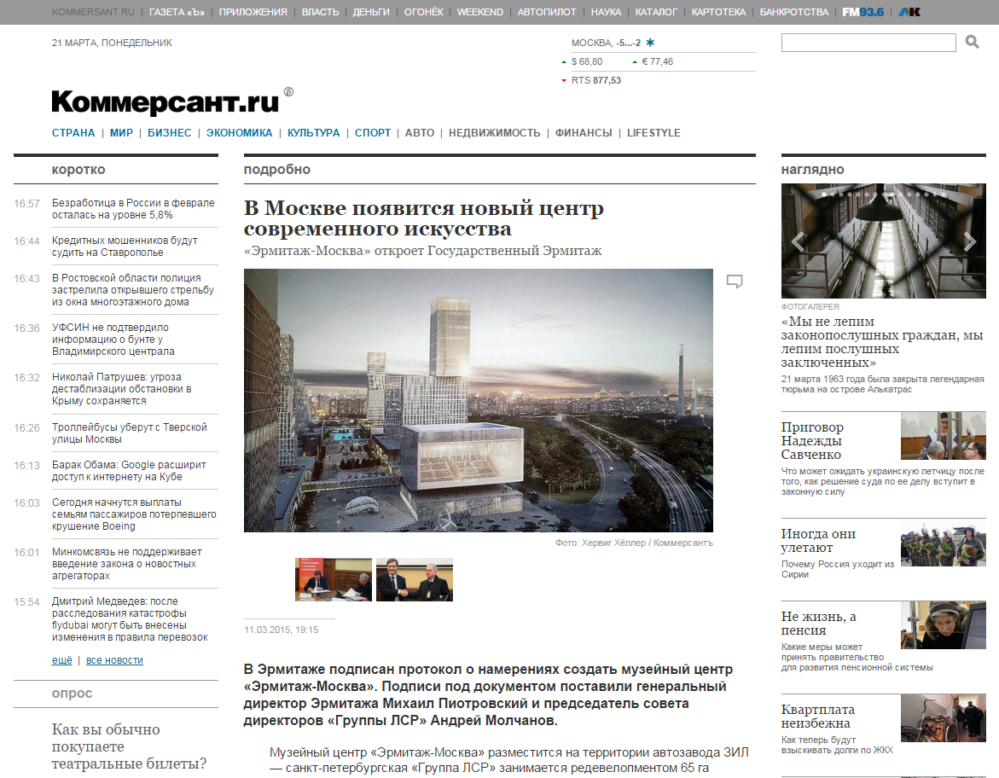 KOMMERSANT.RU | ГАЗЕТА «Ъ» | ПРИЛОЖЕНИЯ | ВЛАСТЬ | ДЕНЬГИ | ОГОНЁК | WEEKEND | АВТОПИЛОТ | НАУКА | КАТАЛОГ | КАРТОТЕКА | БАНКРОТСТВА | FM93.6 |
21 МАРТА, ПОНЕДЕЛЬНИК
МОСКВА, -5...-2
$ 68,80 € 77,46
RTS 877,53
Коммерсант.ru
СТРАНА | МИР | БИЗНЕС | ЭКОНОМИКА | КУЛЬТУРА | СПОРТ | АВТО | НЕДВИЖИМОСТЬ | ФИНАНСЫ | LIFESTYLE
коротко
16:57 Безработица в России в феврале
осталась на уровне 5,8%
16:44 Кредитных мошенников будут
судить на Ставрополье
16:43 В Ростовской области полиция
застрелила открывшего стрельбу
из окна многоэтажного дома
16:36 УФСИН не подтвердило
информацию о бунте у
Владимирского централа
16:32 Николай Патрушев: угроза
дестаблизации обстановки в
Крыму сохраняется
16:26 Троллейбусы уберут с Тверской
улицы Москвы
16:13 Барак Обама: Google расширит
доступ к интернету на Кубе
16:03 Сегодня начнутся выплаты
семьям пассажиров потерпевшего
крушение Boeing
16:01 Минкомсвязь не поддерживает
введение закона о новостных
агрегаторах
15:54 Дмитрий Медведев: после
расследования катастрофы
flydubai могут быть внесены
изменения в правила перевозок
ещё | все новости
опрос
Как вы обычно
покупаете
театральные билеты?
подробно
В Москве появится новый центр
современного искусства
«Эрмитаж-Москва» откроет Государственный Эрмитаж
Фото: Хервиг Хёллер / Коммерсантъ
11.03.2015, 19:15
В Эрмитаже подписан протокол о намерениях создать музейный центр
«Эрмитаж-Москва». Подписи под документом поставили генеральный
директор Эрмитажа Михаил Пиотровский и председатель совета
директоров «Группы ЛСР» Андрей Молчанов.
Музейный центр «Эрмитаж-Москва» разместится на территории автозавода ЗИЛ
— санкт-петербургская «Группа ЛСР» занимается редевелопментом 65 га
наглядно
ФОТОГАЛЕРЕЯ:
«Мы не лепим
законопослушных граждан, мы
лепим послушных
заключенных»
21 марта 1963 года была закрыта легендарная
тюрьма на острове Алькатрас
Приговор
Надежды
Савченко
Что может ожидать украинскую летчицу после
того, как решение суда по ее делу вступит в
законную силу
Иногда они
улетают
Почему Россия уходит из
Сирии
Не жизнь, а
пенсия
Какие меры может
принять правительство
для развития пенсионной системы
Квартплата
неизбежна
Как теперь будут
взыскивать долги по ЖКХ